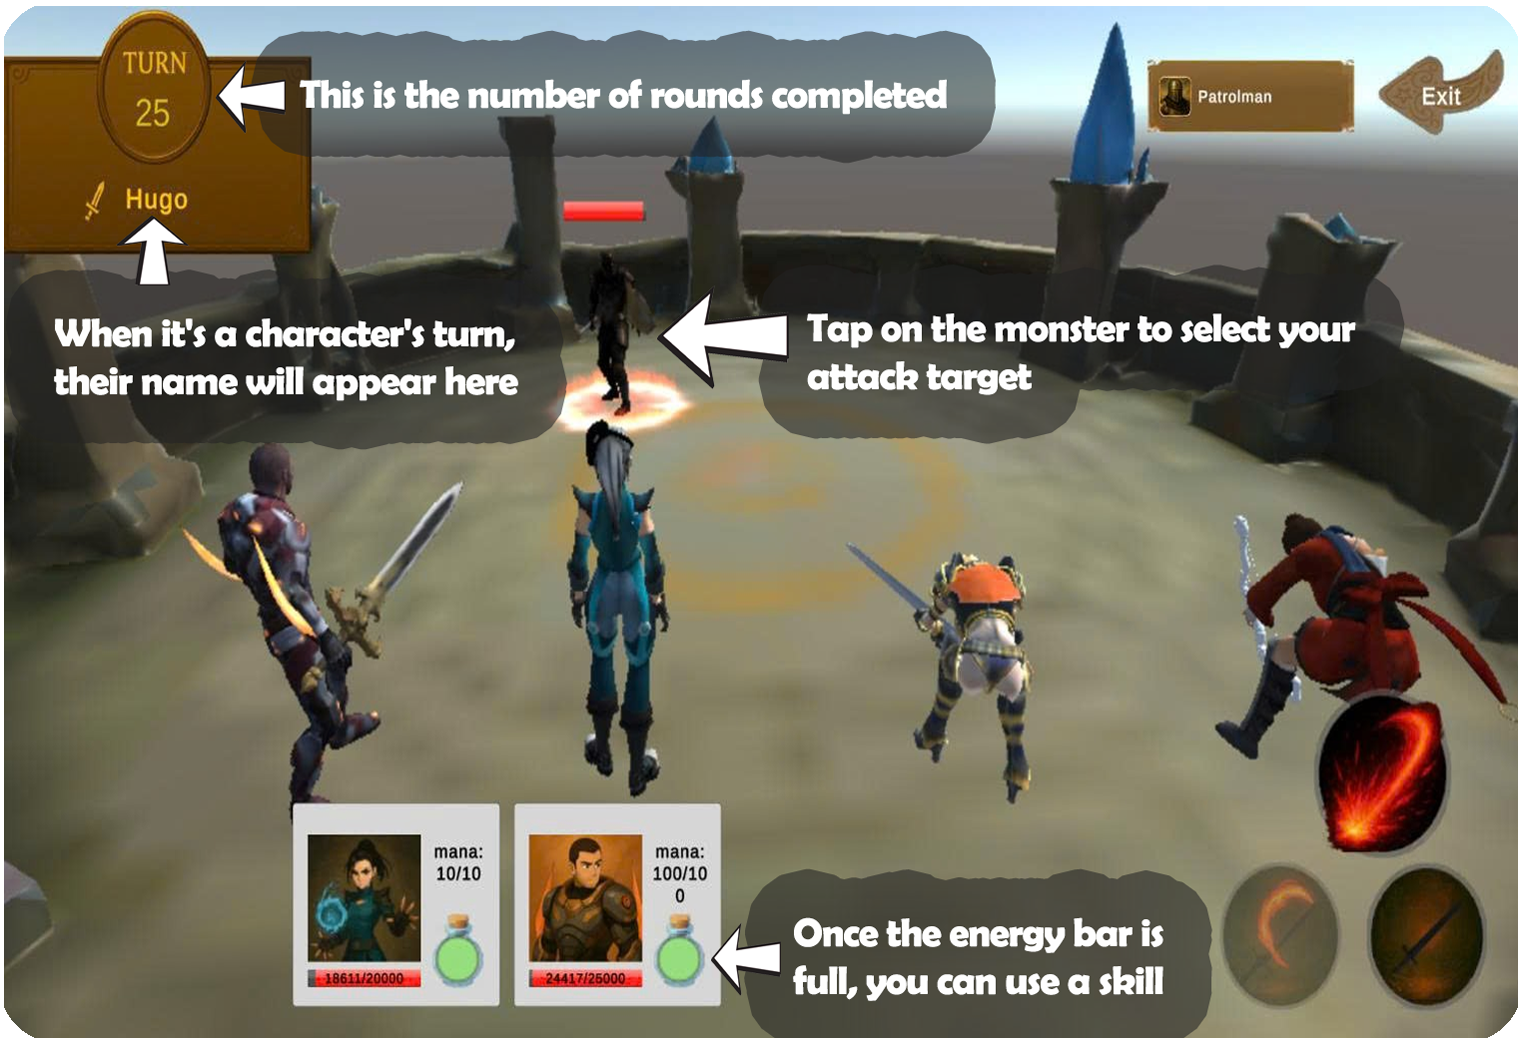 TURN
25
This is the number of rounds completed
Patrolman
Exit
Hugo
When it's a character's turn,
their name will appear here
Tap on the monster to select your
attack target
mana:
10/10
18611/20000
mana:
100/10
0
24417/25000
Once the energy bar is
full, you can use a skill